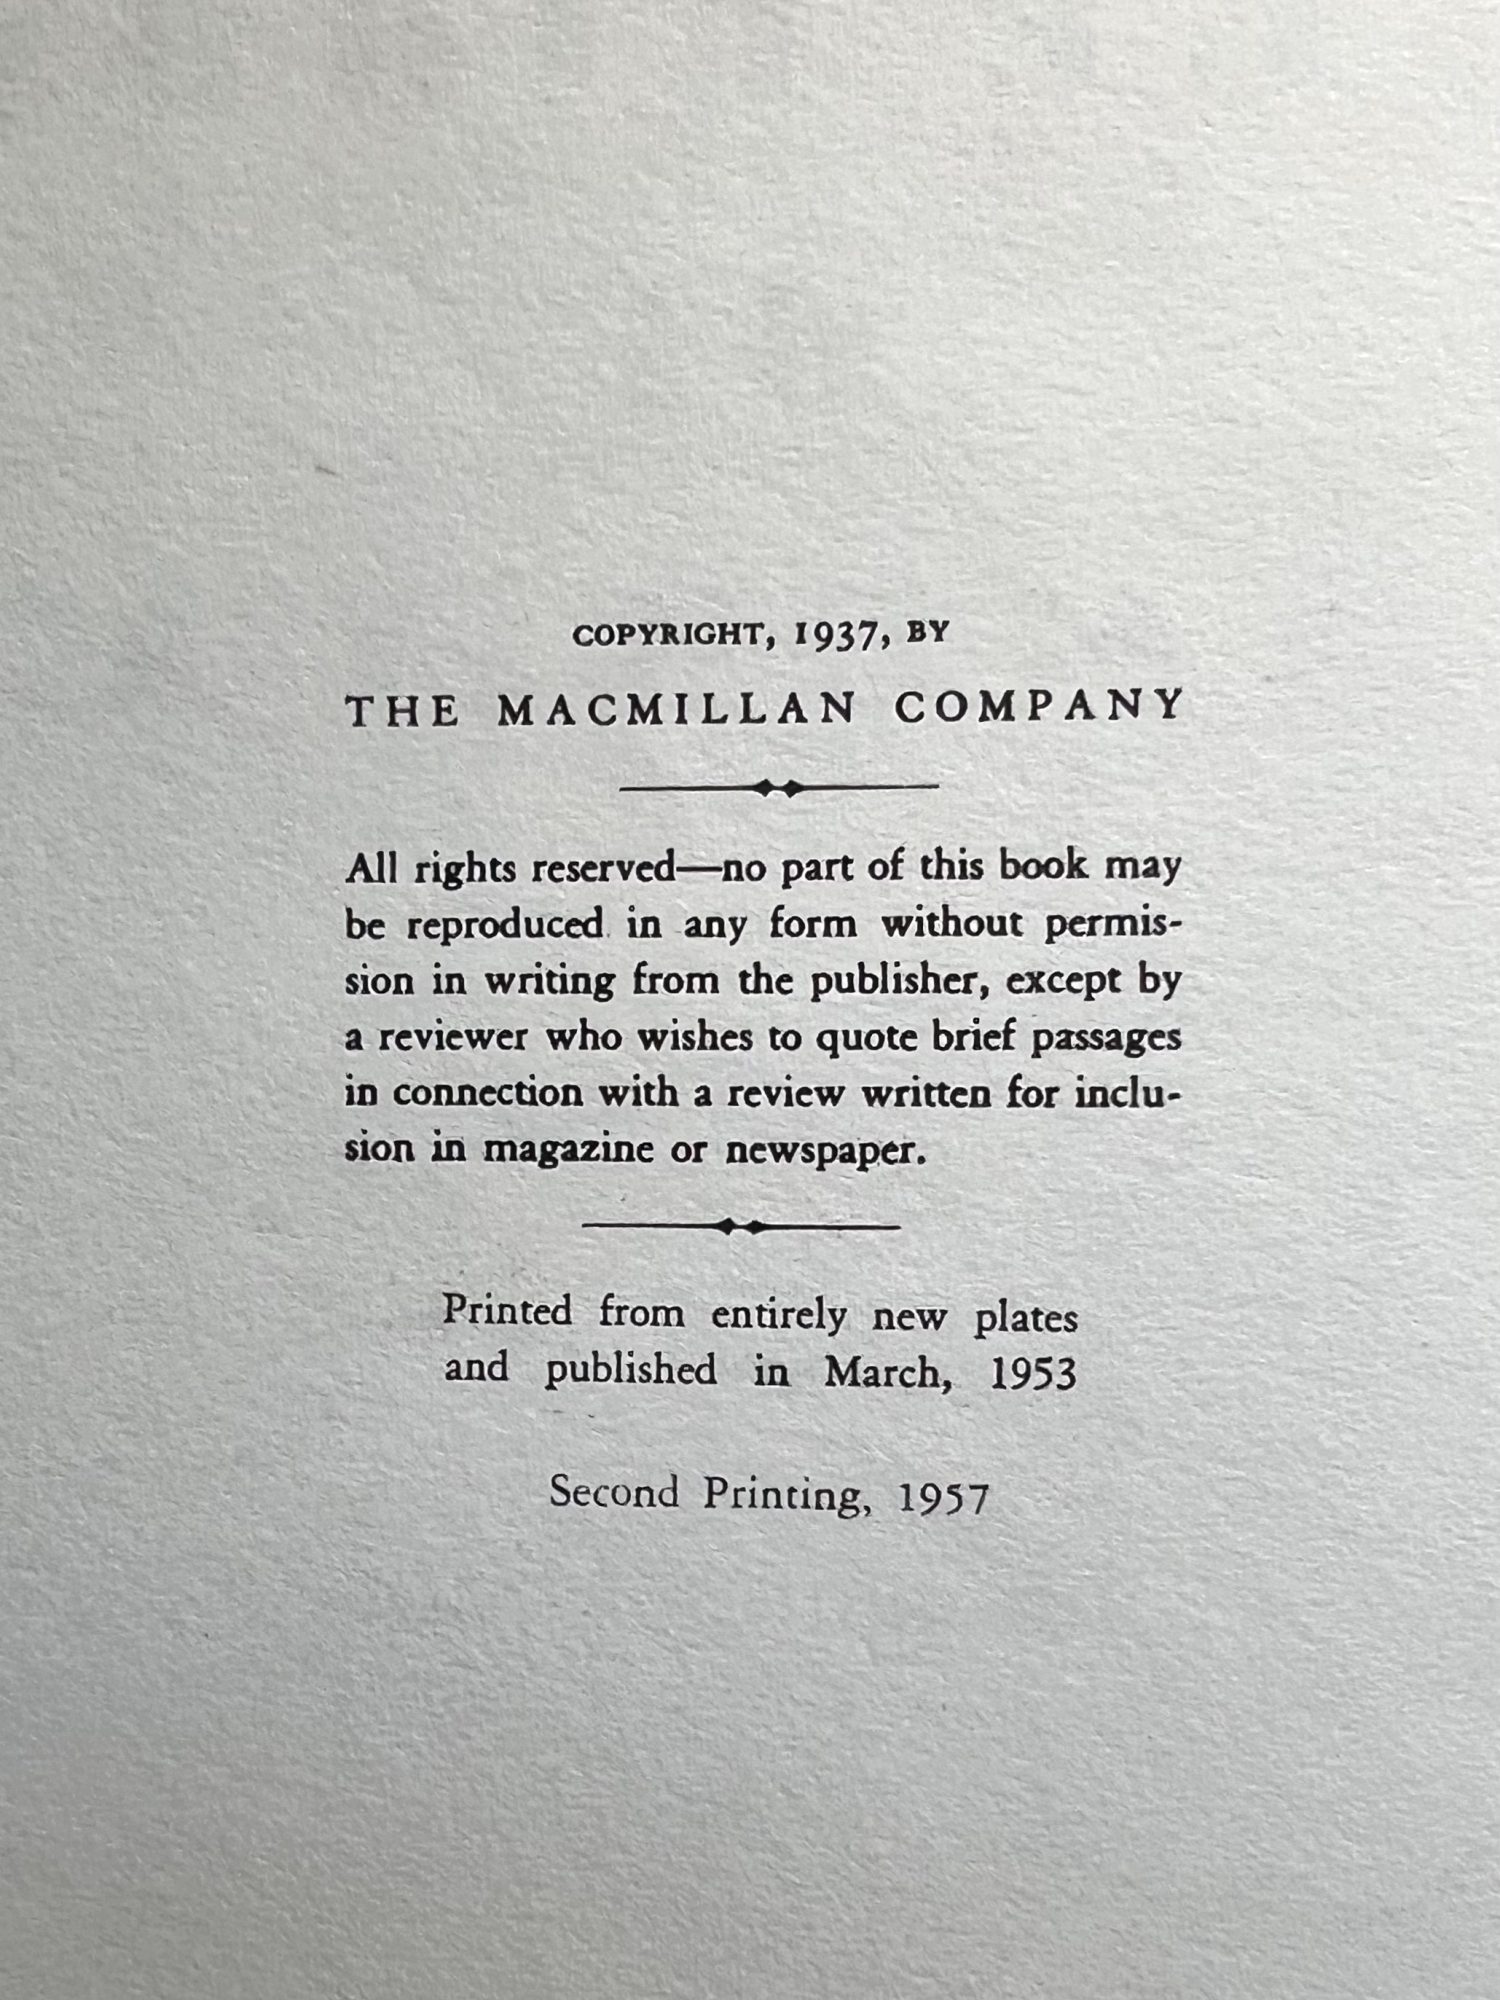 COPYRIGHT, 1937, BY
THE MACMILLAN COMPANY
All rights reserved—no part of this book may
be reproduced in any form without permis-
sion in writing from the publisher, except by
a reviewer who wishes to quote brief passages
in connection with a review written for inclu-
sion in magazine or newspaper.
Printed from entirely new plates
and published in March, 1953
Second Printing, 1957